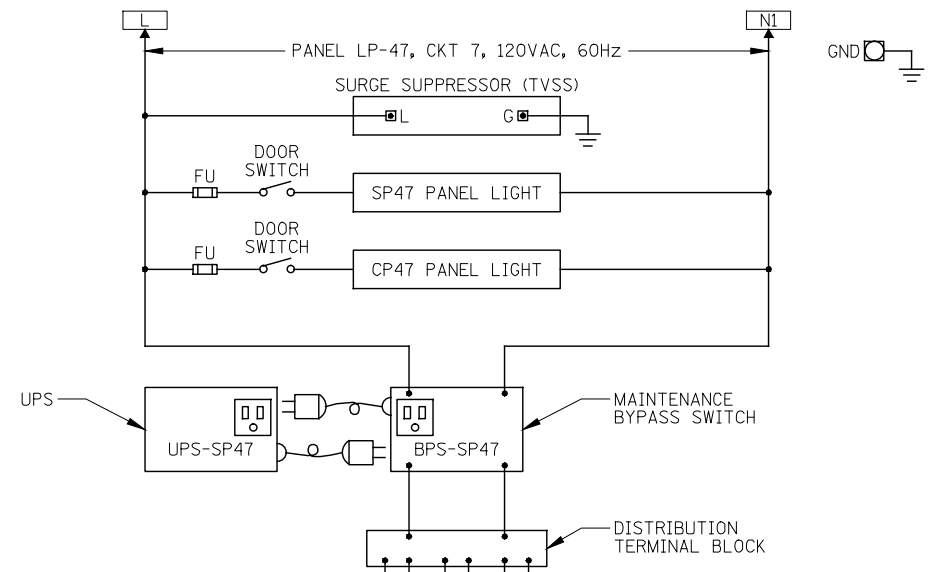 L
N1
PANEL LP-47, CKT 7, 120VAC, 60Hz
GND
SURGE SUPPRESSOR (TVSS)
L
G
DOOR
SWITCH
FU
SP47 PANEL LIGHT
DOOR
SWITCH
FU
CP47 PANEL LIGHT
UPS
MAINTENANCE
BYPASS SWITCH
UPS-SP47
BPS-SP47
DISTRIBUTION
TERMINAL BLOCK